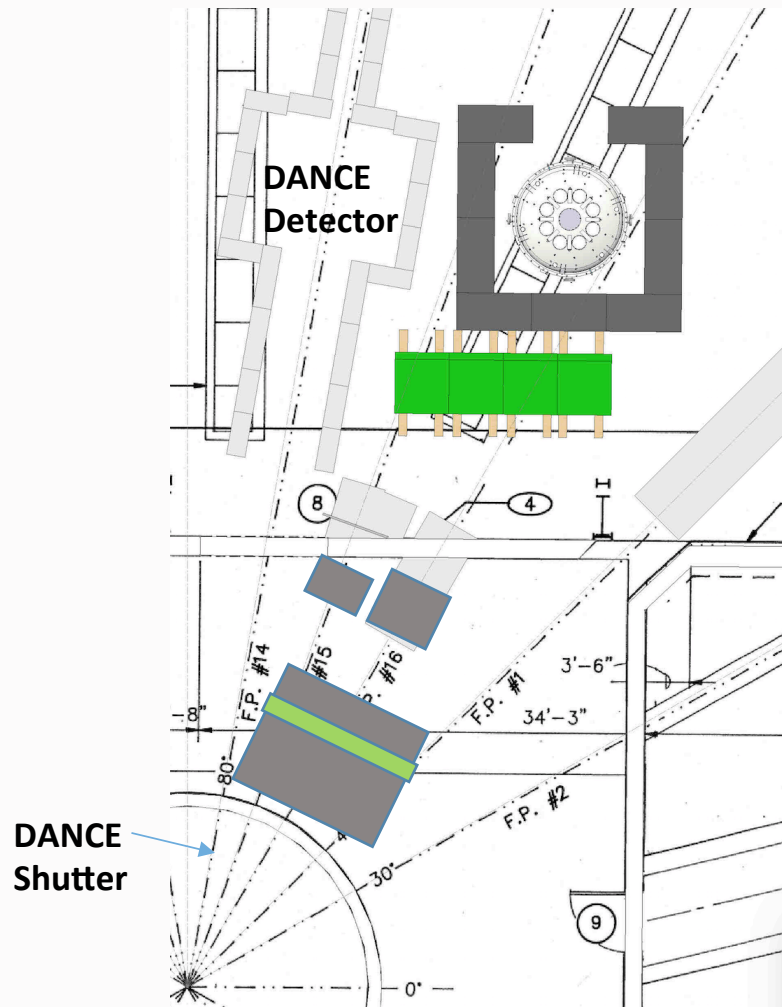 DANCE
Detector
8
4
F.P. #14
#15
#16
F.P. #1
3'-6"
34'-3"
-8"
80°
F.P. #2
DANCE
Shutter
30°
9
0°